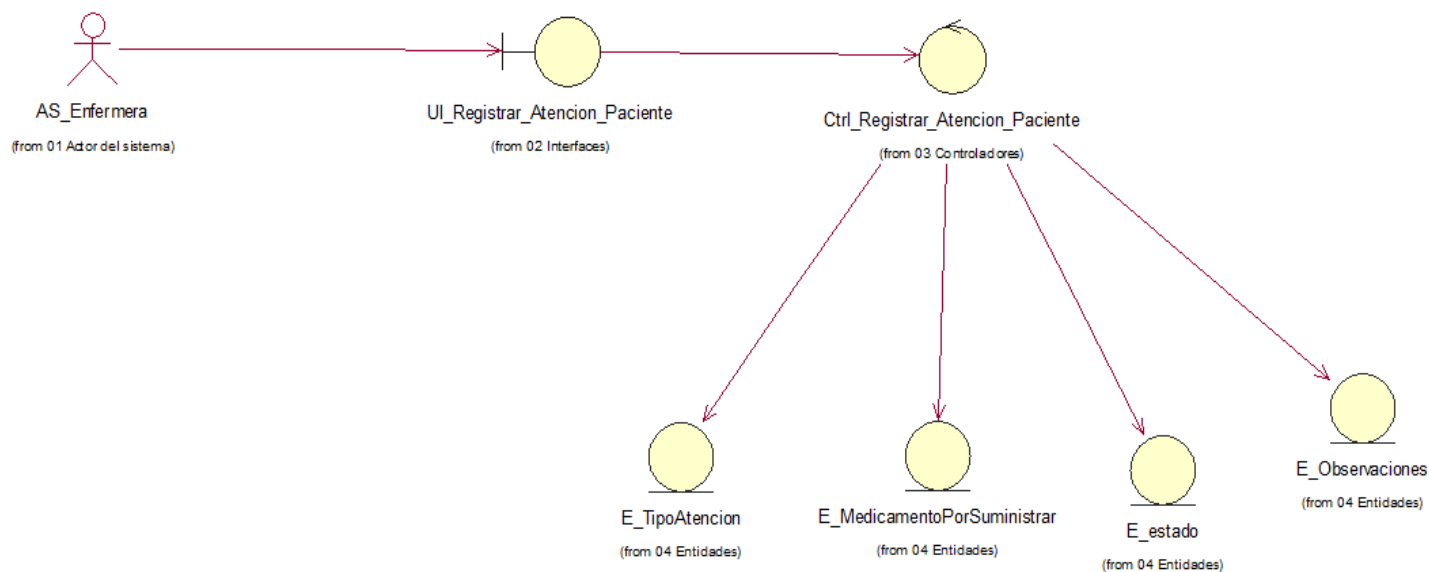 AS_Enfermera
(from 01 Actor del sistema)
UI_Registrar_Atencion_Paciente
(from 02 Interfaces)
Ctrl_Registrar_Atencion_Paciente
(from 03 Controladores)
E_TipoAtencion
(from 04 Entidades)
E_MedicamentoPorSuministrar
(from 04 Entidades)
E_estado
(from 04 Entidades)
E_Observaciones
(from 04 Entidades)